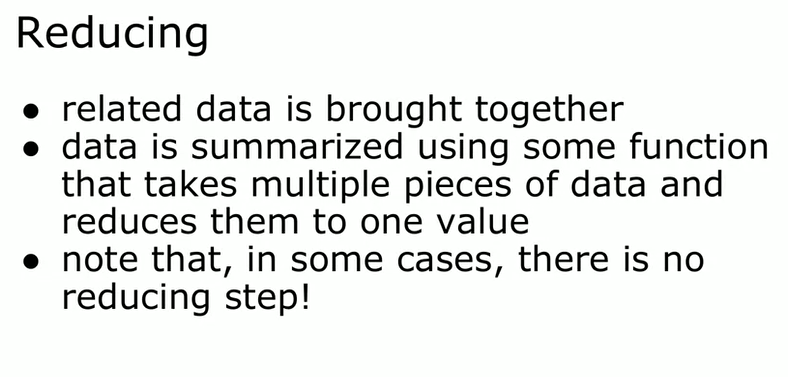 Reducing
● related data is brought together
● data is summarized using some function
that takes multiple pieces of data and
reduces them to one value
● note that, in some cases, there is no
reducing step!